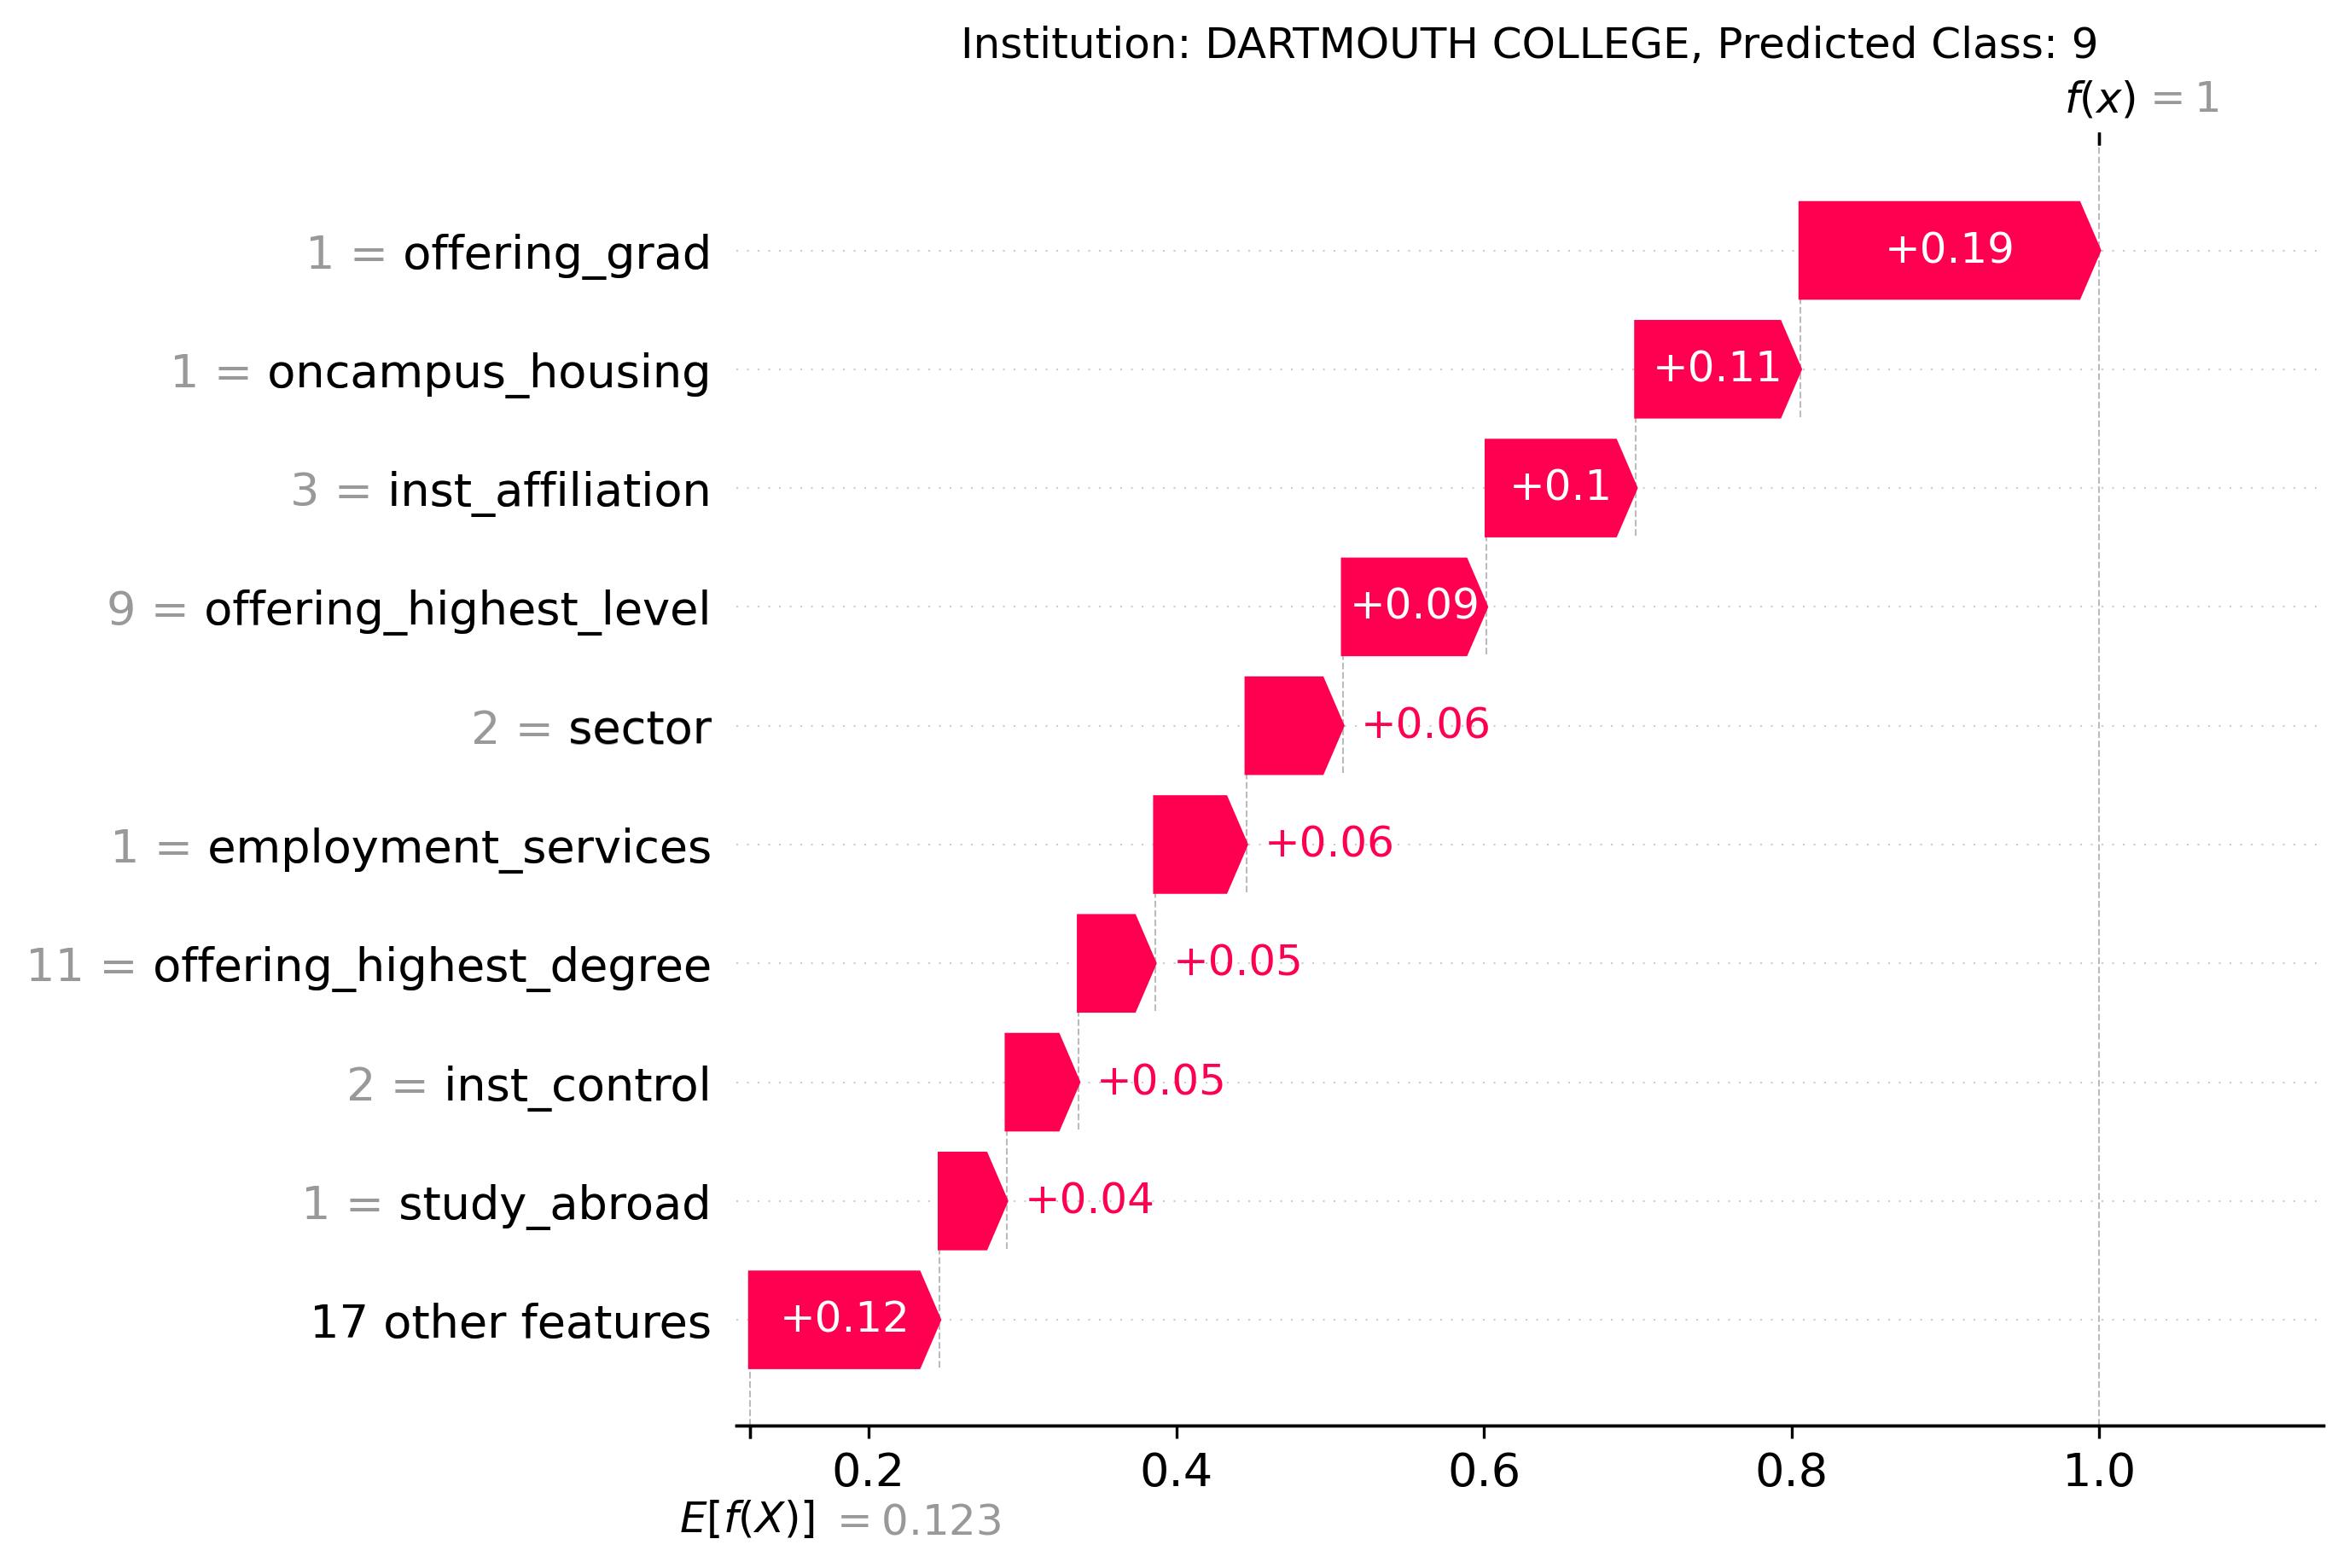 Institution: DARTMOUTH COLLEGE, Predicted Class: 9
f(x) = 1
1 = offering_grad +0.19
1 = oncampus_housing +0.11
3 = inst_affiliation +0.1
9 = offering_highest_level +0.09
2 = sector +0.06
1 = employment_services +0.06
11 = offering_highest_degree +0.05
2 = inst_control +0.05
1 = study_abroad +0.04
17 other features +0.12
0.2 0.4 0.6 0.8 1.0
E[f(X)] = 0.123